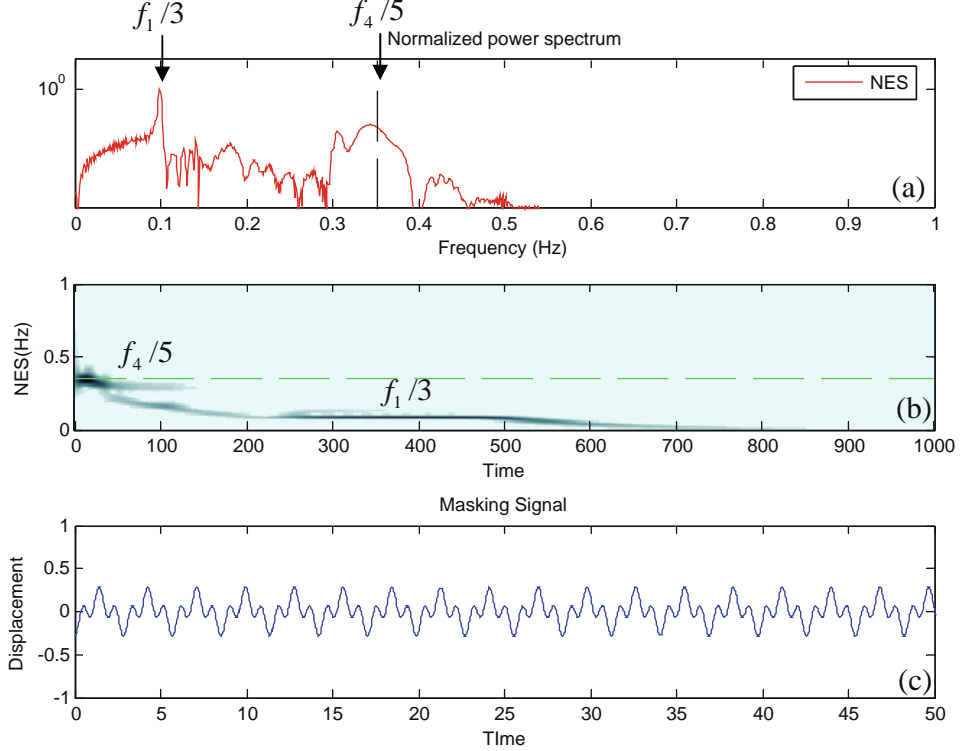 f₁/3 f₄/5
Normalized power spectrum
10⁰
NES
(a)
0 0.1 0.2 0.3 0.4 0.5 0.6 0.7 0.8 0.9 1
Frequency (Hz)
1
0.5
0
NES(Hz)
f₄/5
f₁/3
(b)
0 100 200 300 400 500 600 700 800 900 1000
Time
Masking Signal
1
0.5
0
-0.5
-1
Displacement
(c)
0 5 10 15 20 25 30 35 40 45 50
TIme